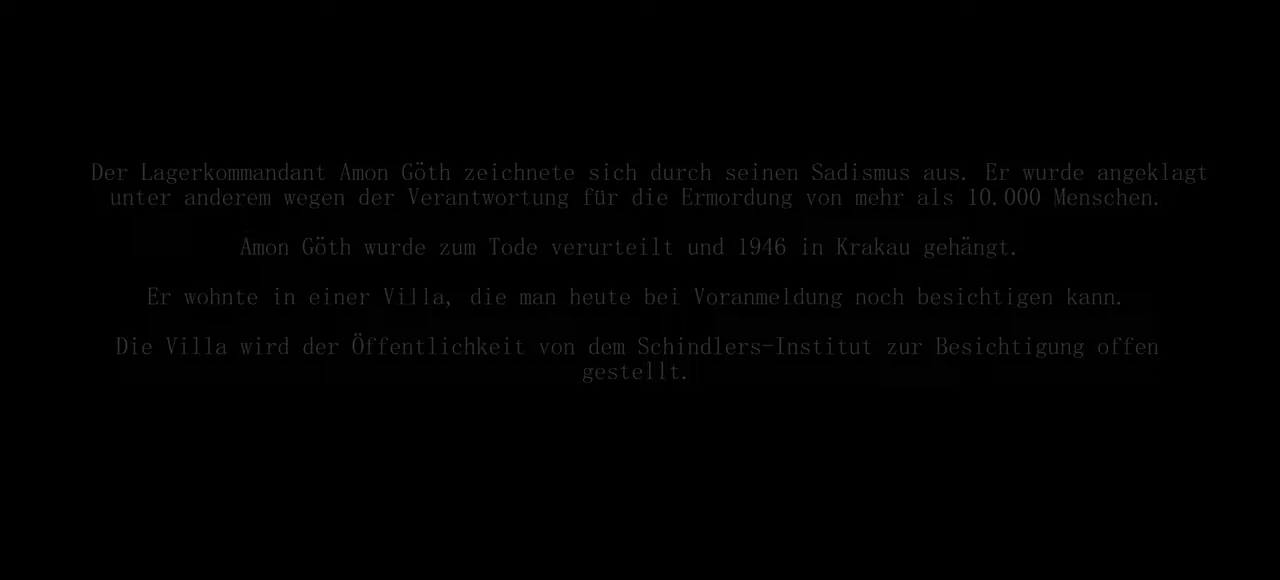 Der Lagerkommandant Amon Göth zeichnete sich durch seinen Sadismus aus. Er wurde angeklagt
unter anderem wegen der Verantwortung für die Ermordung von mehr als 10.000 Menschen.
Amon Göth wurde zum Tode verurteilt und 1946 in Krakau gehängt.
Er wohnte in einer Villa, die man heute bei Voranmeldung noch besichtigen kann.
Die Villa wird der Öffentlichkeit von dem Schindlers-Institut zur Besichtigung offen
gestellt.